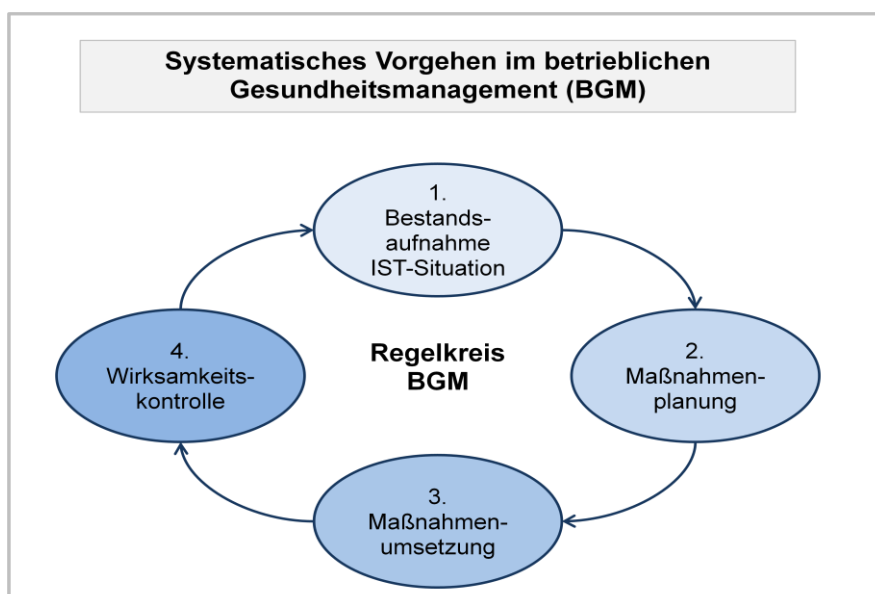 Systematisches Vorgehen im betrieblichen
Gesundheitsmanagement (BGM)
1.
Bestands-
aufnahme
IST-Situation
Regelkreis
BGM
2.
Maßnahmen-
planung
3.
Maßnahmen-
umsetzung
4.
Wirksamkeits-
kontrolle